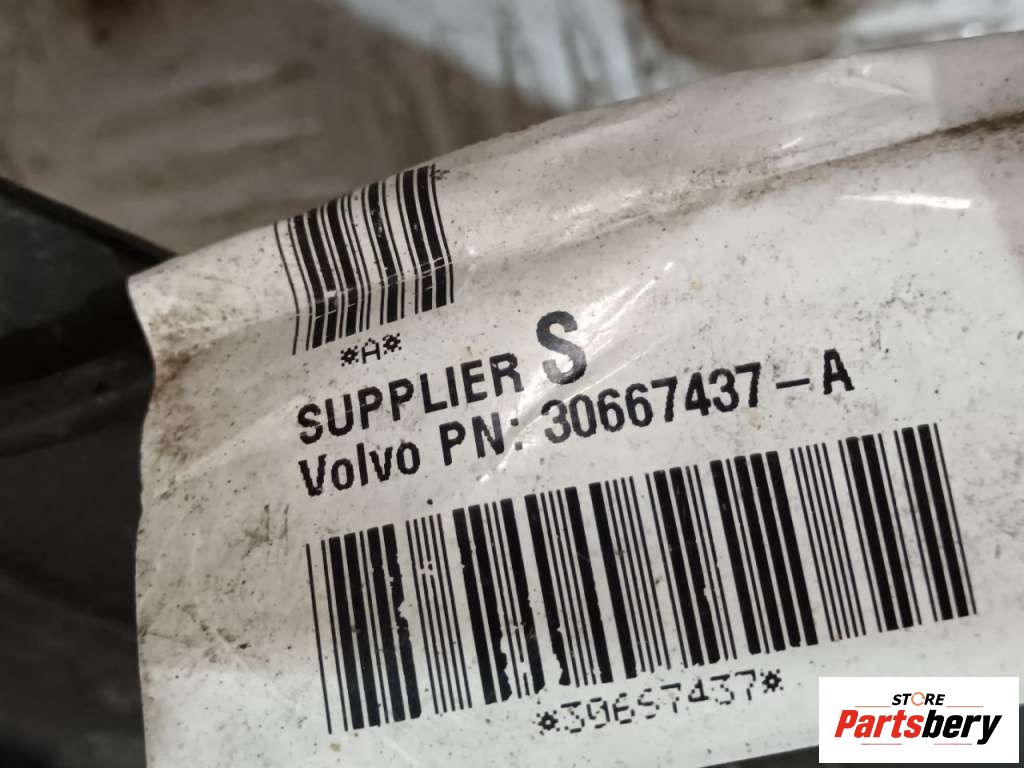 *A*
SUPPLIER S
Volvo PN: 30667437-A
*30667437*
STORE
Partsbery